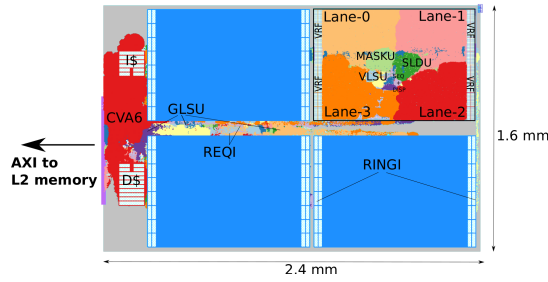 Lane-0
Lane-1
VRF
VRF
I$
MASKU
SLDU
VLSU
VRF
VRF
CVA6
GLSU
Lane-3
Lane-2
REQI
1.6 mm
AXI to
L2 memory
D$
RINGI
2.4 mm